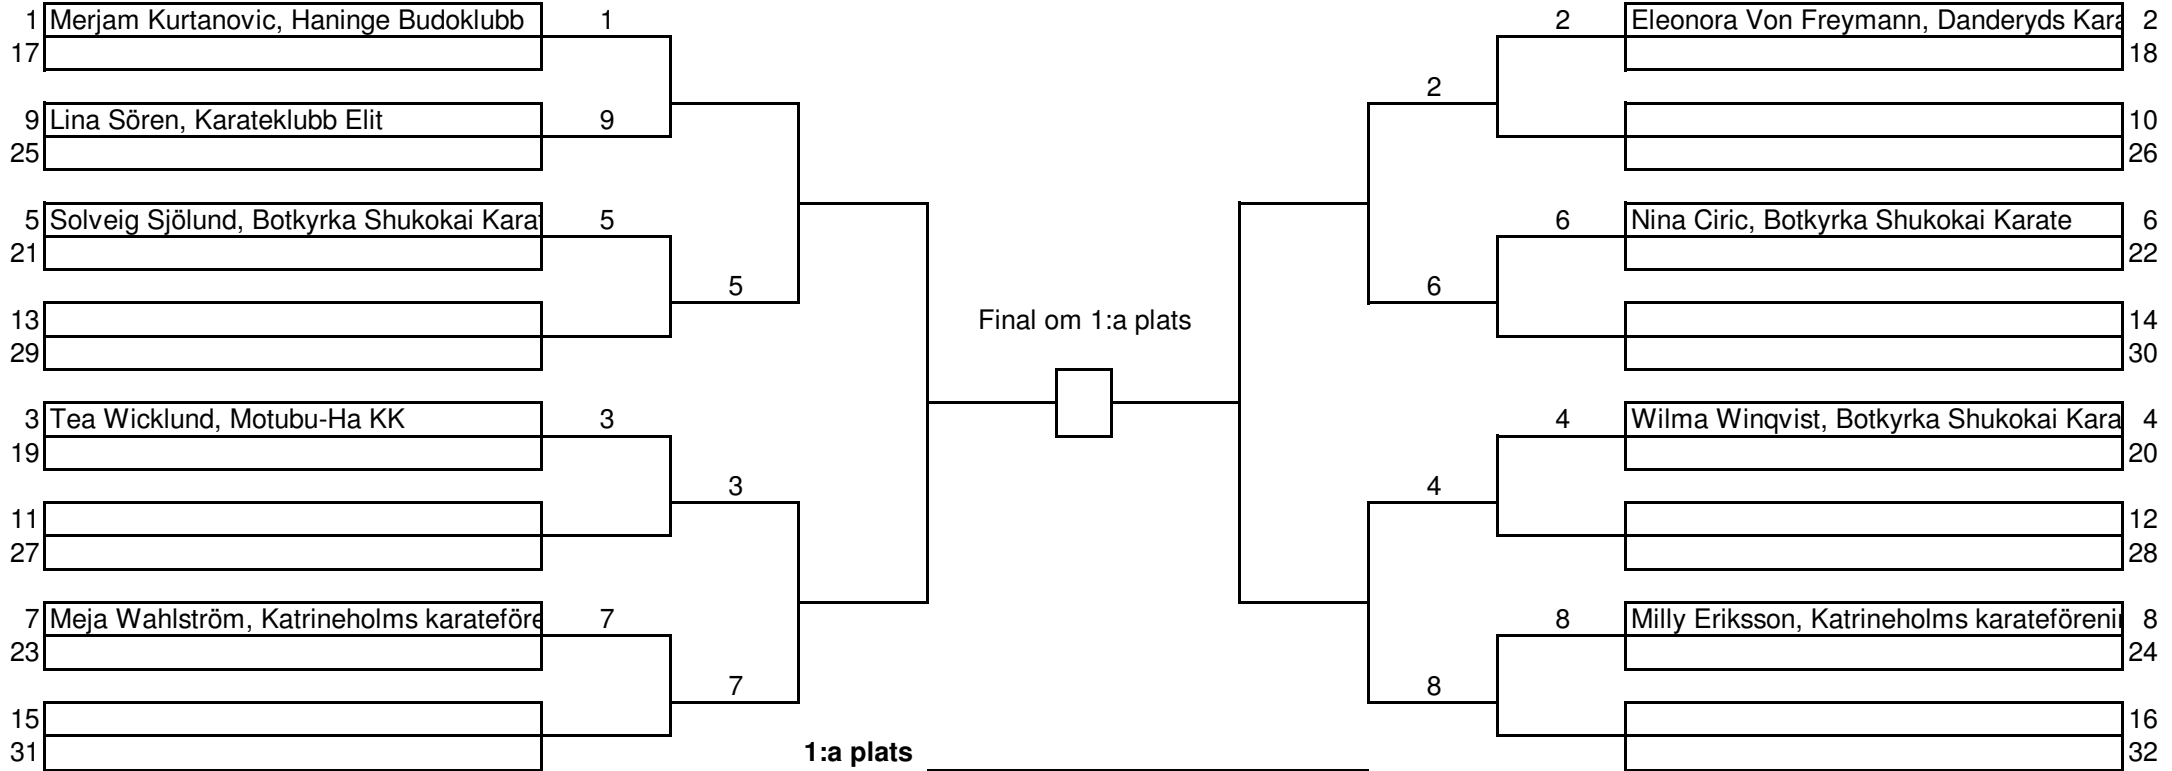 1 Merjam Kurtanovic, Haninge Budoklubb 1 2 Eleonora Von Freymann, Danderyds Kara 2
17 18
2
9 Lina Sören, Karateklubb Elit 9 10
25 26
5 Solveig Sjölund, Botkyrka Shukokai Karat 5 6 Nina Ciric, Botkyrka Shukokai Karate 6
21 22
5 6
13 Final om 1:a plats 14
29 30
3 Tea Wicklund, Motubu-Ha KK 3 4 Wilma Winqvist, Botkyrka Shukokai Kara 4
19 20
3 4
11 12
27 28
7 Meja Wahlström, Katrineholms karateföre 7 8 Milly Eriksson, Katrineholms karateförenin 8
23 24
7 8
15 16
31 1:a plats 32